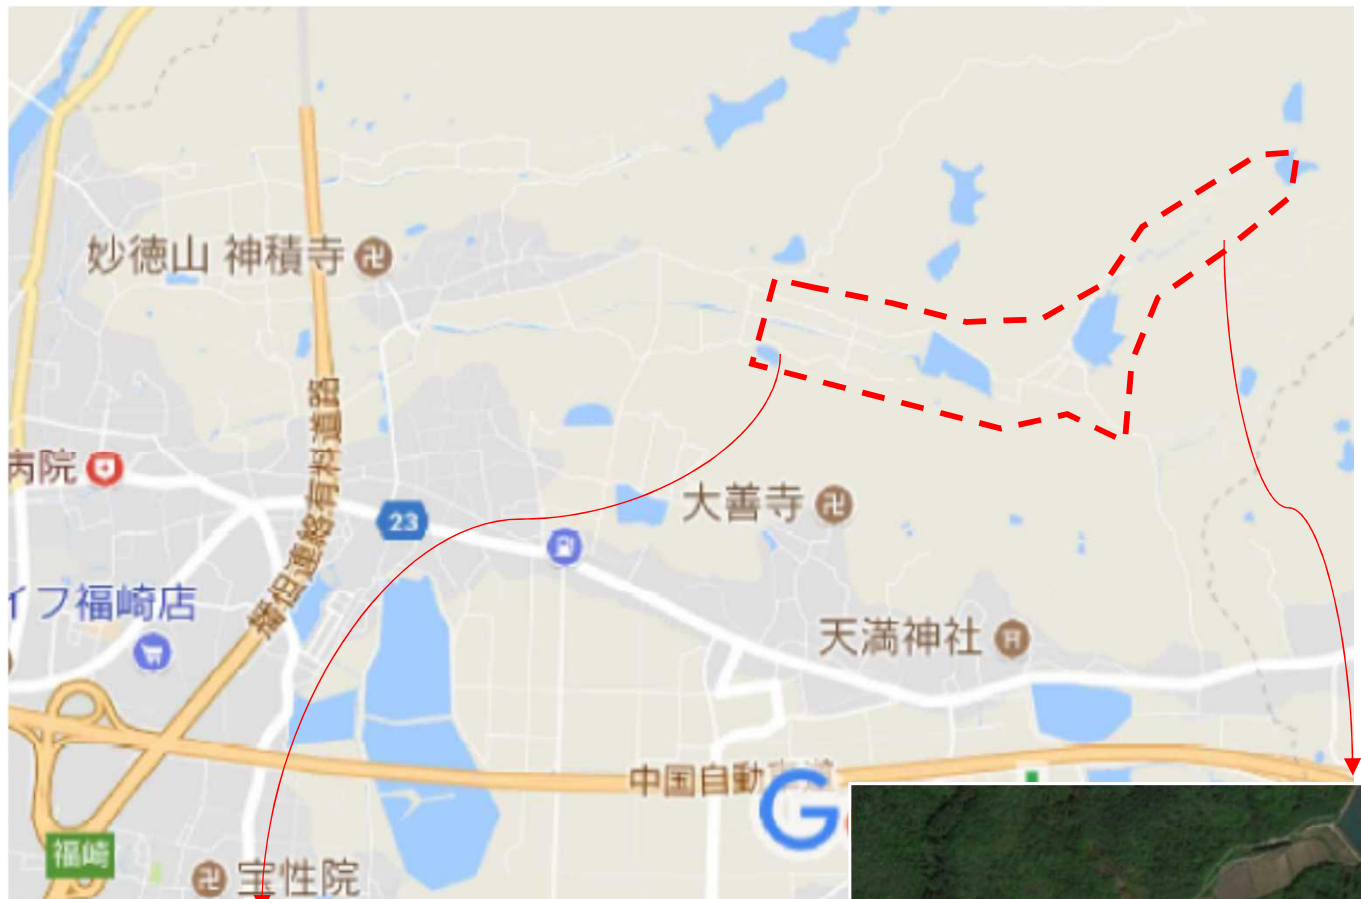 妙徳山 神積寺
播但連絡有料道路
病院
23
大善寺
イフ福崎店
天満神社
中国自動車道
G
福崎
宝性院